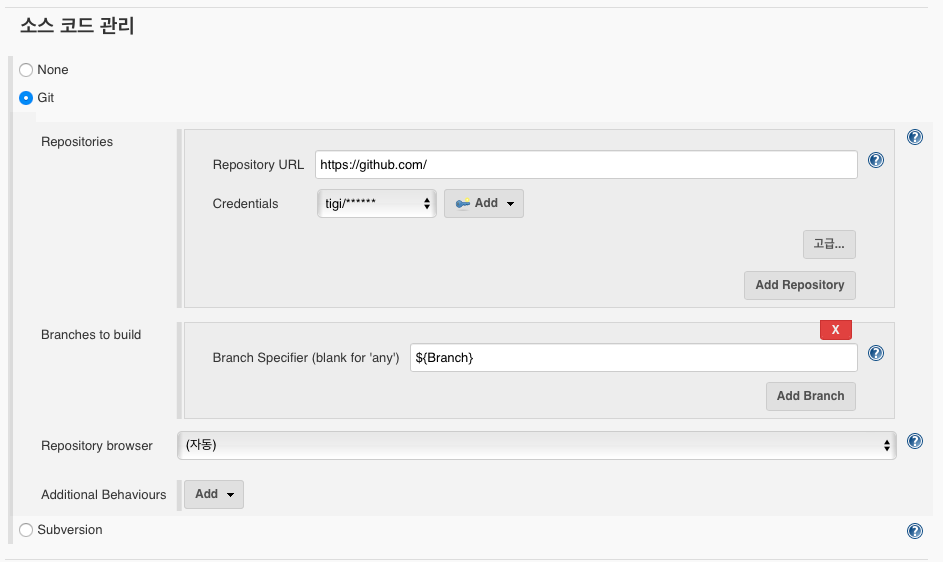 소스 코드 관리
None
Git
Repositories
?
Repository URL https://github.com/
?
Credentials tigi/****** Add
고급...
Add Repository
Branches to build
X
Branch Specifier (blank for 'any') ${Branch}
?
Add Branch
Repository browser (자동)
?
Additional Behaviours Add
Subversion
?